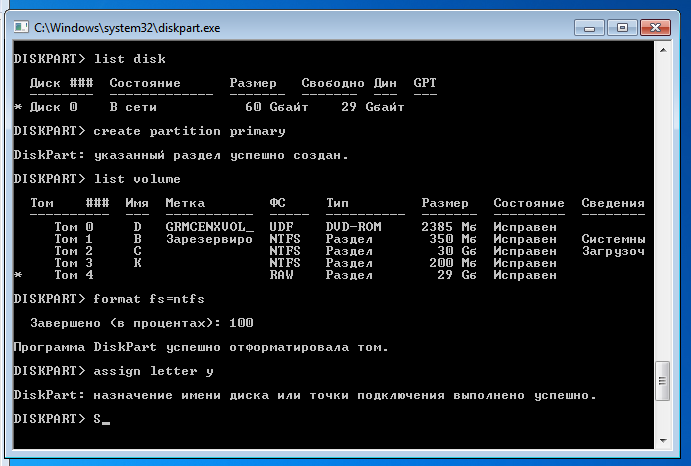 C:\Windows\system32\diskpart.exe
DISKPART> list disk
Диск ### Состояние Размер Свободно Дин GPT
-------- ------------- ------- ------- --- ---
* Диск 0 В сети 60 Gбайт 29 Gбайт
DISKPART> create partition primary
DiskPart: указанный раздел успешно создан.
DISKPART> list volume
Том ### Имя Метка ФС Тип Размер Состояние Сведения
---------- --- ----------- ----- ---------- ------- --------- --------
Том 0 D GRMCENXVOL_ UDF DVD-ROM 2385 Mб Исправен
Том 1 B Зарезервиро NTFS Раздел 350 Mб Исправен Системны
Том 2 C NTFS Раздел 30 Gб Исправен Загрузоч
Том 3 K NTFS Раздел 200 Mб Исправен
* Том 4 RAW Раздел 29 Gб Исправен
DISKPART> format fs=ntfs
Завершено (в процентах): 100
Программа DiskPart успешно отформатировала том.
DISKPART> assign letter y
DiskPart: назначение имени диска или точки подключения выполнено успешно.
DISKPART> S_